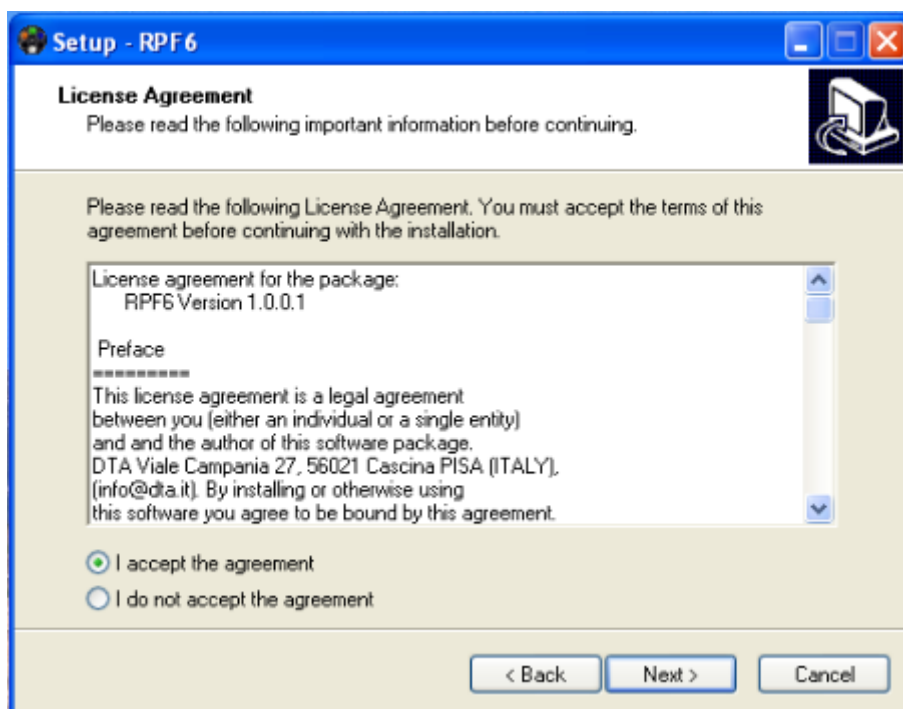 Setup - RPF6
License Agreement
Please read the following important information before continuing.
Please read the following License Agreement. You must accept the terms of this
agreement before continuing with the installation.
License agreement for the package:
RPF6 Version 1.0.0.1
Preface
=========
This license agreement is a legal agreement
between you (either an individual or a single entity)
and and the author of this software package.
DTA Viale Campania 27, 56021 Cascina PISA (ITALY),
(info@dta.it). By installing or otherwise using
this software you agree to be bound by this agreement.
I accept the agreement
I do not accept the agreement
< Back Next > Cancel